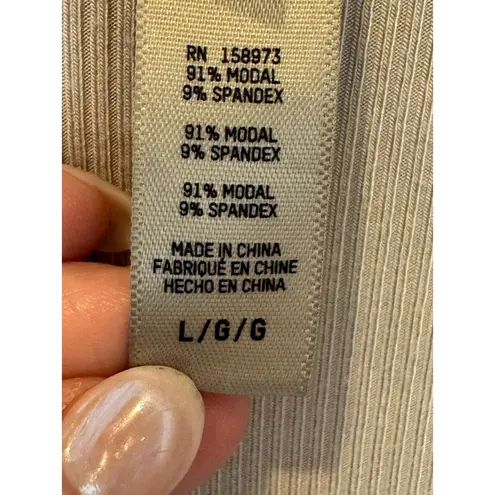 RN 158973
91% MODAL
9% SPANDEX
91% MODAL
9% SPANDEX
91% MODAL
9% SPANDEX
MADE IN CHINA
FABRIQUÉ EN CHINE
HECHO EN CHINA
L/G/G